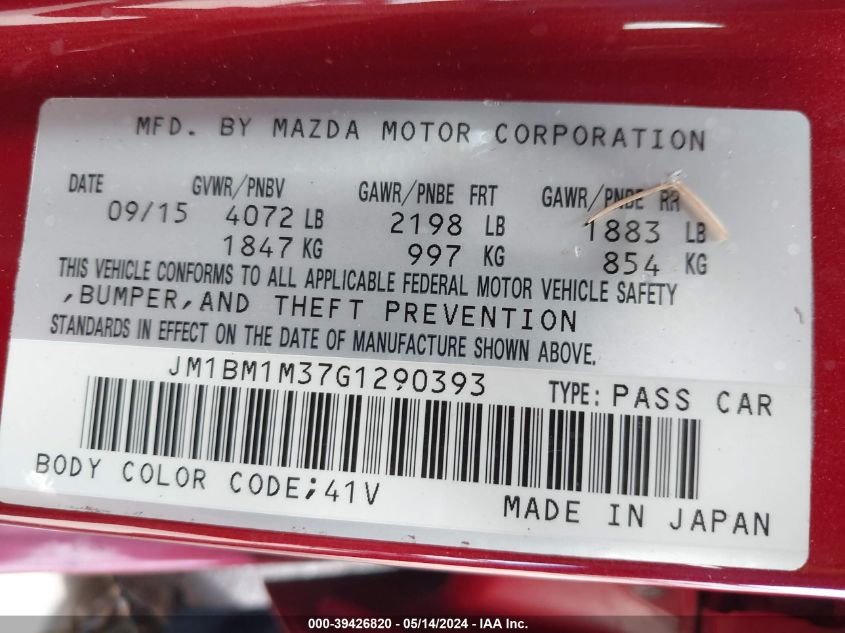 MFD. BY MAZDA MOTOR CORPORATION
DATE GVWR/PNBV GAWR/PNBE FRT GAWR/PNBE RR
09/15 4072 LB 2198 LB 1883 LB
1847 KG 997 KG 854 KG
THIS VEHICLE CONFORMS TO ALL APPLICABLE FEDERAL MOTOR VEHICLE SAFETY
,BUMPER,AND THEFT PREVENTION
STANDARDS IN EFFECT ON THE DATE OF MANUFACTURE SHOWN ABOVE.
JM1BM1M37G1290393 TYPE: PASS CAR
BODY COLOR CODE;41V
MADE IN JAPAN
000-39426820 - 05/14/2024 - IAA Inc.